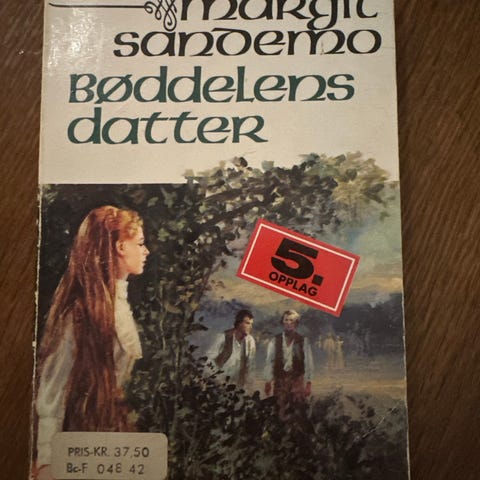 margit
sandemo
Bøddelens
datter
5.
OPPLAG
PRIS-KR. 37,50
Bc-F 048 42